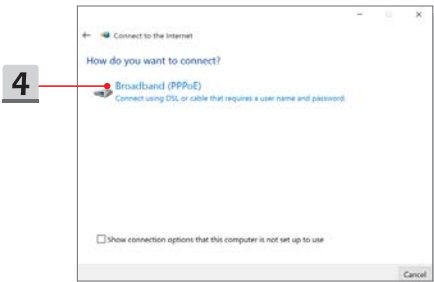 Connect to the Internet
How do you want to connect?
4
Broadband (PPPoE)
Connect using DSL or cable that requires a user name and password.
Show connection options that this computer is not set up to use
Cancel